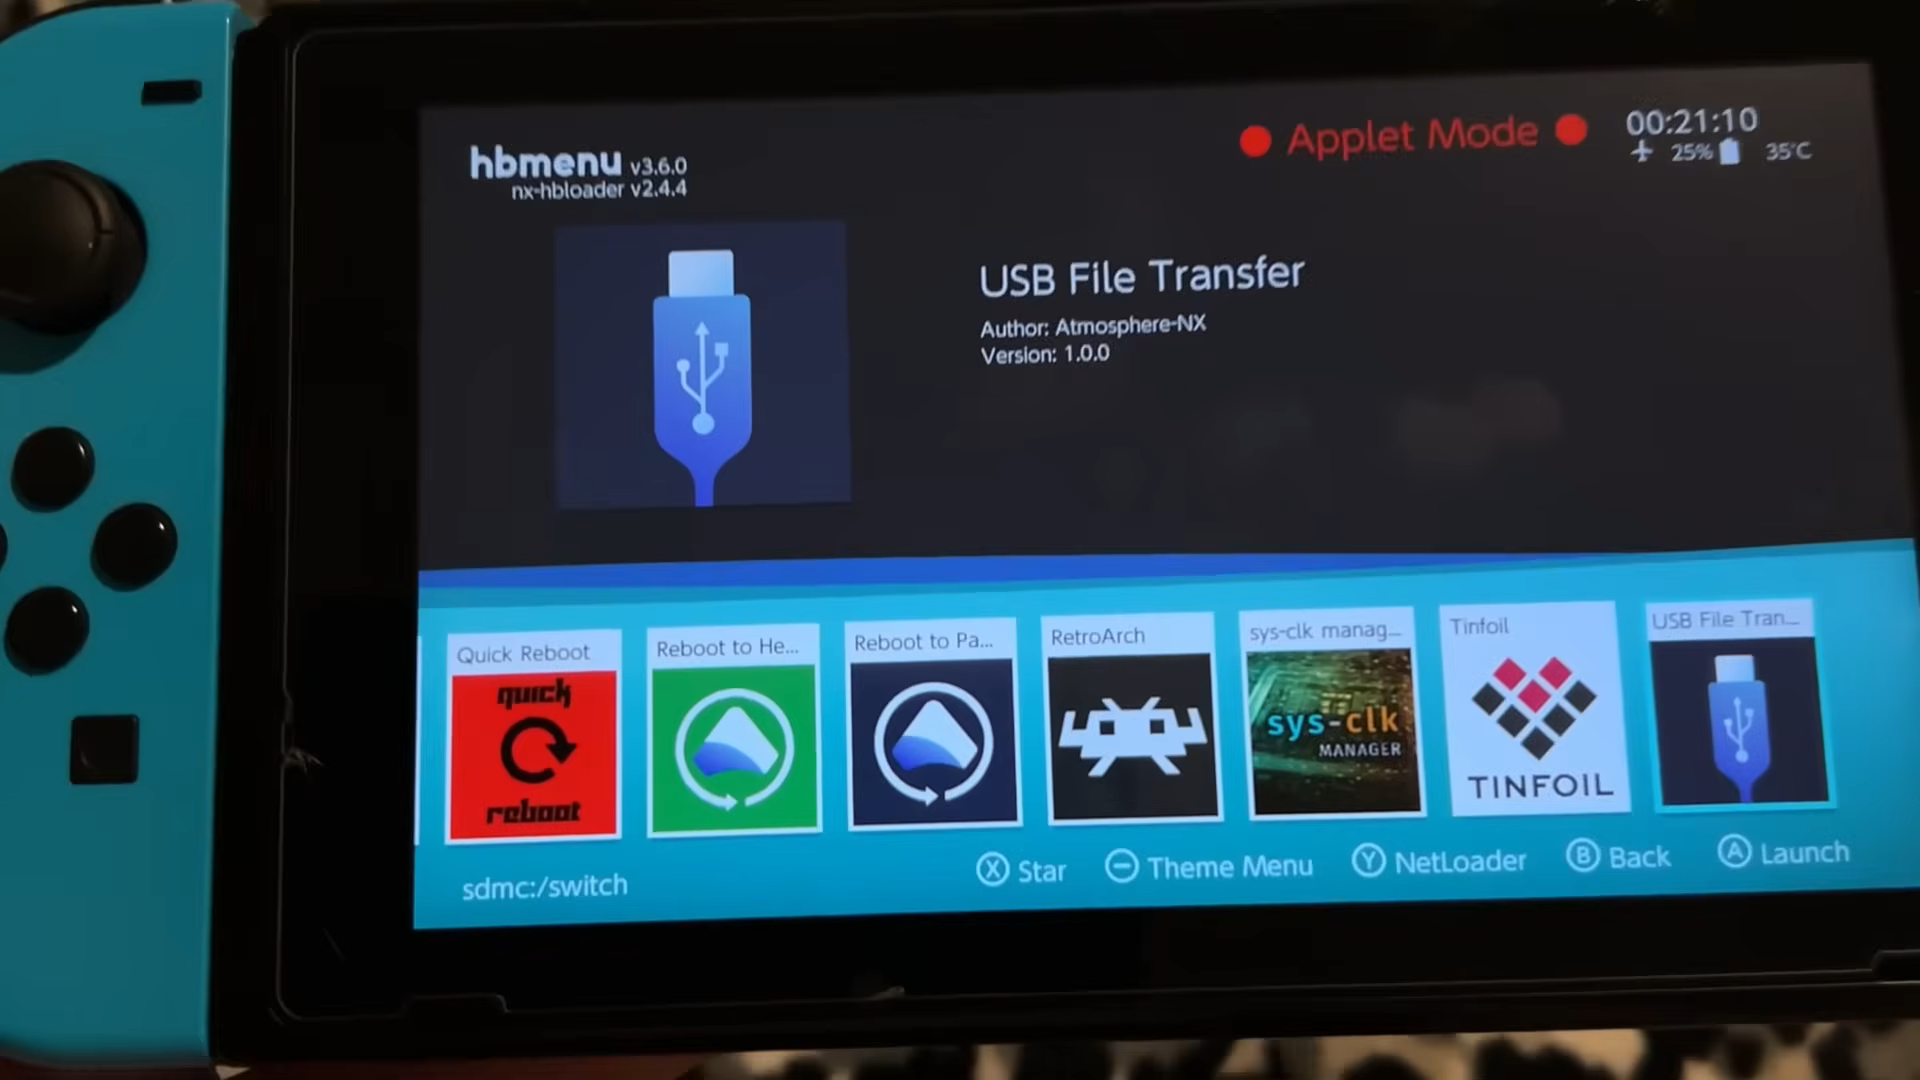 hbmenu v3.6.0
nx-hbloader v2.4.4
Applet Mode
00:21:10
25% 35°C
USB File Transfer
Author: Atmosphere-NX
Version: 1.0.0
Quick Reboot
quick
reboot
Reboot to He...
Reboot to Pa...
RetroArch
sys-clk manag...
sys-clk
MANAGER
Tinfoil
TINFOIL
USB File Tran...
sdmc:/switch
X Star
Theme Menu
Y NetLoader
B Back
A Launch